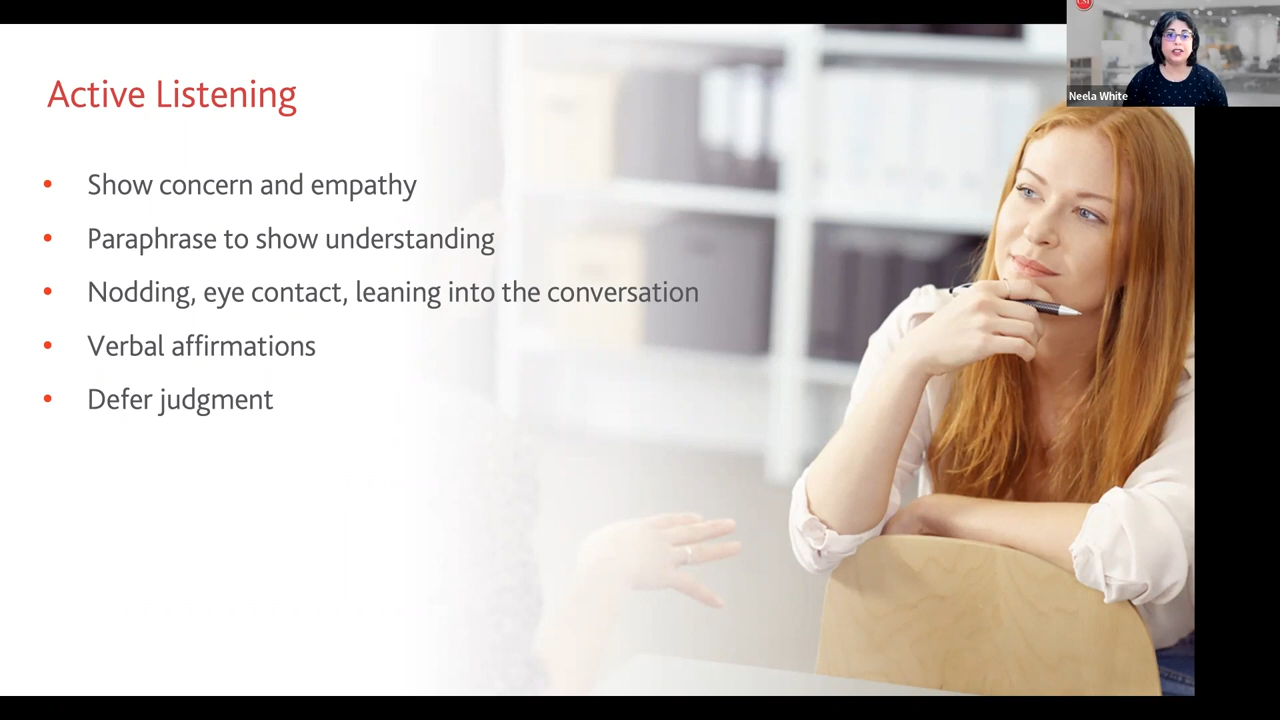 Active Listening
• Show concern and empathy
• Paraphrase to show understanding
• Nodding, eye contact, leaning into the conversation
• Verbal affirmations
• Defer judgment
CSI
Neela White